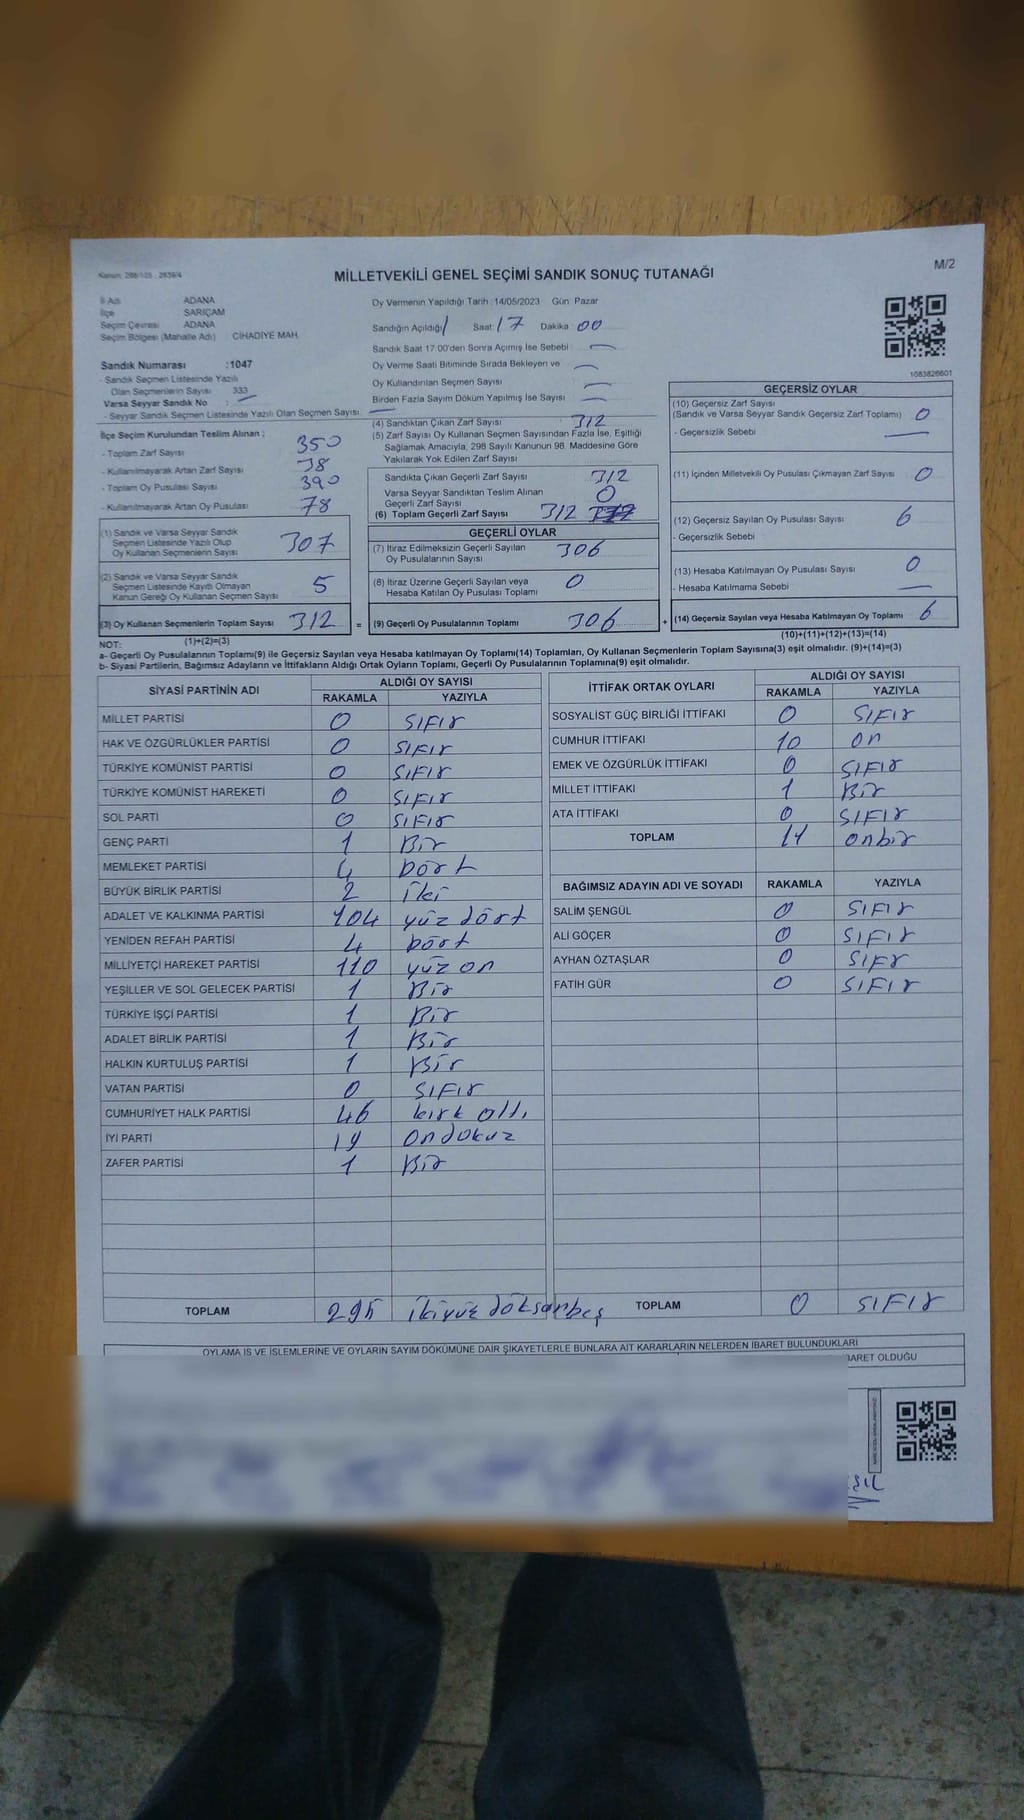 Kanun: 298/105 - 2839/4
MİLLETVEKİLİ GENEL SEÇİMİ SANDIK SONUÇ TUTANAĞI
M/2
İl Adı ADANA
İlçe SARIÇAM
Seçim Çevresi ADANA
Seçim Bölgesi (Mahalle Adı) CİHADİYE MAH.
Sandık Numarası :1047
- Sandık Seçmen Listesinde Yazılı
Olan Seçmenlerin Sayısı 333
Varsa Seyyar Sandık No : -
- Seyyar Sandık Seçmen Listesinde Yazılı Olan Seçmen Sayısı: -
İlçe Seçim Kurulundan Teslim Alınan ;
- Toplam Zarf Sayısı 350
- Kullanılmayarak Artan Zarf Sayısı 38
- Toplam Oy Pusulası Sayısı 390
- Kullanılmayarak Artan Oy Pusulası 78
(1) Sandık ve Varsa Seyyar Sandık
Seçmen Listesinde Yazılı Olup
Oy Kullanan Seçmenlerin Sayısı 307
(2) Sandık ve Varsa Seyyar Sandık
Seçmen Listesinde Kayıtlı Olmayan
Kanun Gereği Oy Kullanan Seçmen Sayısı 5
(3) Oy Kullanan Seçmenlerin Toplam Sayısı 312 =
Oy Vermenin Yapıldığı Tarih :14/05/2023 Gün: Pazar
Sandığın Açıldığı Saat 17 Dakika 00
Sandık Saat 17:00'den Sonra Açılmış İse Sebebi : -
Oy Verme Saati Bitiminde Sırada Bekleyen ve
Oy Kullandırılan Seçmen Sayısı -
Birden Fazla Sayım Döküm Yapılmış İse Sayısı -
(4) Sandıktan Çıkan Zarf Sayısı 312
(5) Zarf Sayısı Oy Kullanan Seçmen Sayısından Fazla İse, Eşitliği
Sağlamak Amacıyla, 298 Sayılı Kanunun 98. Maddesine Göre
Yakılarak Yok Edilen Zarf Sayısı
Sandıkta Çıkan Geçerli Zarf Sayısı 312
Varsa Seyyar Sandıktan Teslim Alınan
Geçerli Zarf Sayısı 0
(6) Toplam Geçerli Zarf Sayısı 312
GEÇERLİ OYLAR
(7) İtiraz Edilmeksizin Geçerli Sayılan
Oy Pusulalarının Sayısı 306
(8) İtiraz Üzerine Geçerli Sayılan veya
Hesaba Katılan Oy Pusulası Toplamı 0
(9) Geçerli Oy Pusulalarının Toplamı 306 +
1083826601
GEÇERSİZ OYLAR
(10) Geçersiz Zarf Sayısı
(Sandık ve Varsa Seyyar Sandık Geçersiz Zarf Toplamı) 0
- Geçersizlik Sebebi -
(11) İçinden Milletvekili Oy Pusulası Çıkmayan Zarf Sayısı 0
(12) Geçersiz Sayılan Oy Pusulası Sayısı 6
- Geçersizlik Sebebi
(13) Hesaba Katılmayan Oy Pusulası Sayısı 0
- Hesaba Katılmama Sebebi -
(14) Geçersiz Sayılan veya Hesaba Katılmayan Oy Toplamı 6
(1)+(2)=(3)
(10)+(11)+(12)+(13)=(14)
NOT:
a- Geçerli Oy Pusulalarının Toplamı(9) ile Geçersiz Sayılan veya Hesaba katılmayan Oy Toplamı(14) Toplamları, Oy Kullanan Seçmenlerin Toplam Sayısına(3) eşit olmalıdır. (9)+(14)=(3)
b- Siyasi Partilerin, Bağımsız Adayların ve İttifakların Aldığı Ortak Oyların Toplamı, Geçerli Oy Pusulalarının Toplamına(9) eşit olmalıdır.
SİYASİ PARTİNİN ADI ALDIĞI OY SAYISI
RAKAMLA YAZIYLA
MİLLET PARTİSİ 0 SIFIR
HAK VE ÖZGÜRLÜKLER PARTİSİ 0 SIFIR
TÜRKİYE KOMÜNİST PARTİSİ 0 SIFIR
TÜRKİYE KOMÜNİST HAREKETİ 0 SIFIR
SOL PARTİ 0 SIFIR
GENÇ PARTİ 1 Bir
MEMLEKET PARTİSİ 4 Dört
BÜYÜK BİRLİK PARTİSİ 2 iki
ADALET VE KALKINMA PARTİSİ 104 yüz dört
YENİDEN REFAH PARTİSİ 4 Dört
MİLLİYETÇİ HAREKET PARTİSİ 110 yüz on
YEŞİLLER VE SOL GELECEK PARTİSİ 1 Bir
TÜRKİYE İŞÇİ PARTİSİ 1 Bir
ADALET BİRLİK PARTİSİ 1 Bir
HALKIN KURTULUŞ PARTİSİ 1 Bir
VATAN PARTİSİ 0 SIFIR
CUMHURİYET HALK PARTİSİ 46 kırk altı
İYİ PARTİ 19 on dokuz
ZAFER PARTİSİ 1 Bir
TOPLAM 295 ikiyüz doksanbeş
İTTİFAK ORTAK OYLARI ALDIĞI OY SAYISI
RAKAMLA YAZIYLA
SOSYALİST GÜÇ BİRLİĞİ İTTİFAKI 0 SIFIR
CUMHUR İTTİFAKI 10 on
EMEK VE ÖZGÜRLÜK İTTİFAKI 0 SIFIR
MİLLET İTTİFAKI 1 Bir
ATA İTTİFAKI 0 SIFIR
TOPLAM 11 onbir
BAĞIMSIZ ADAYIN ADI VE SOYADI RAKAMLA YAZIYLA
SALİM ŞENGÜL 0 SIFIR
ALİ GÖÇER 0 SIFIR
AYHAN ÖZTAŞLAR 0 SIFR
FATİH GÜR 0 SIFIR
TOPLAM 0 SIFIR
OYLAMA İŞ VE İŞLEMLERİNE VE OYLARIN SAYIM DÖKÜMÜNE DAİR ŞİKAYETLERLE BUNLARA AİT KARARLARIN NELERDEN İBARET BULUNDUKLARI
BARET OLDUĞU